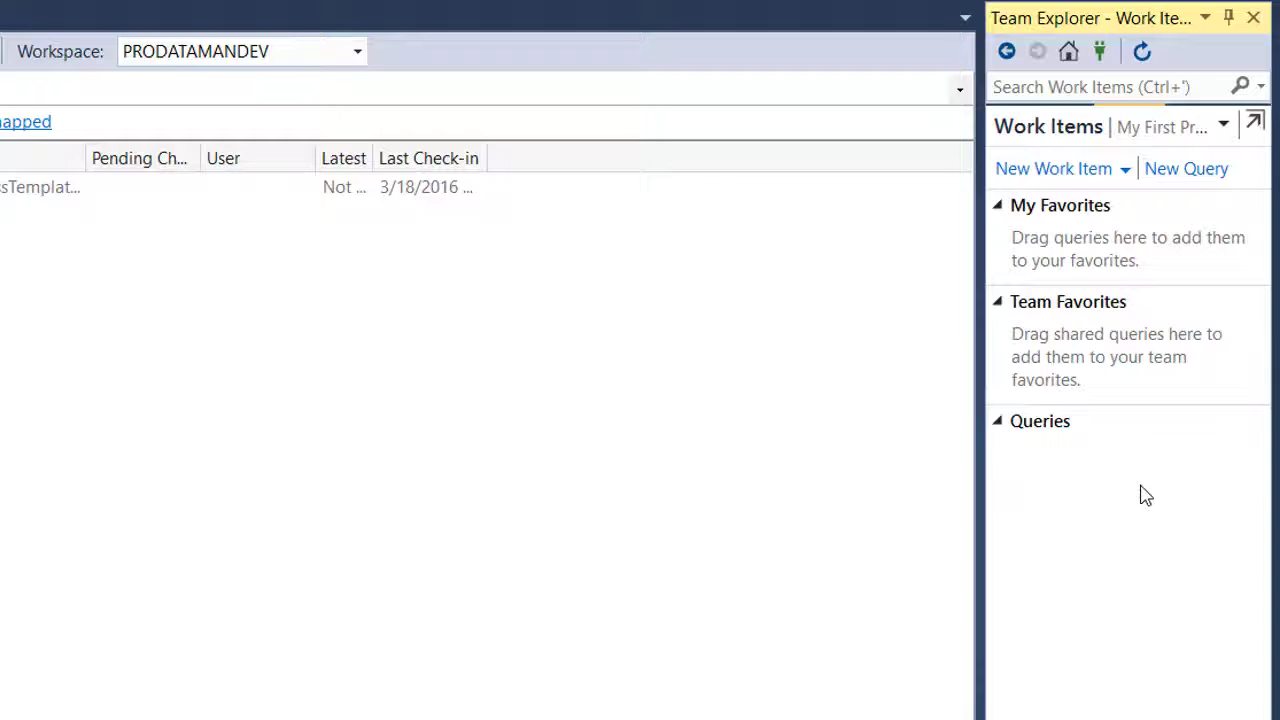 Team Explorer - Work Ite...
Workspace: PRODATAMANDEV
Search Work Items (Ctrl+')
apped
Work Items | My First Pr...
Pending Ch... User Latest Last Check-in
New Work Item New Query
sTemplat... Not ... 3/18/2016 ...
My Favorites
Drag queries here to add them
to your favorites.
Team Favorites
Drag shared queries here to
add them to your team
favorites.
Queries